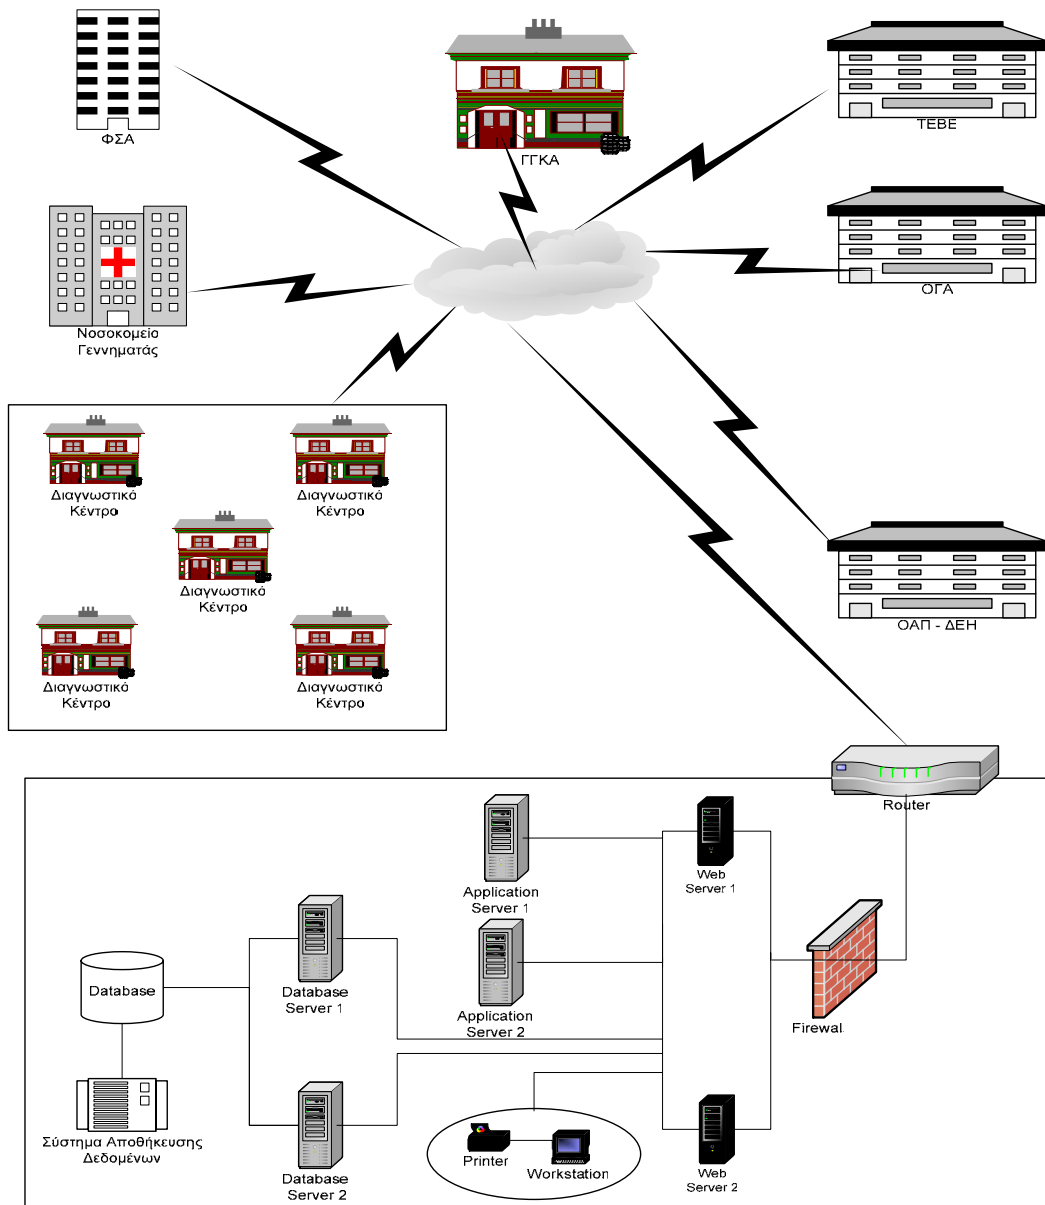 ΦΣΑ
ΓΓΚΑ
ΤΕΒΕ
ΟΓΑ
Νοσοκομείο
Γεννηματάς
Διαγνωστικό
Κέντρο
Διαγνωστικό
Κέντρο
Διαγνωστικό
Κέντρο
Διαγνωστικό
Κέντρο
Διαγνωστικό
Κέντρο
ΟΑΠ - ΔΕΗ
Router
Application
Server 1
Web
Server 1
Database
Database
Server 1
Application
Server 2
Firewal
Σύστημα Αποθήκευσης
Δεδομένων
Database
Server 2
Printer
Workstation
Web
Server 2